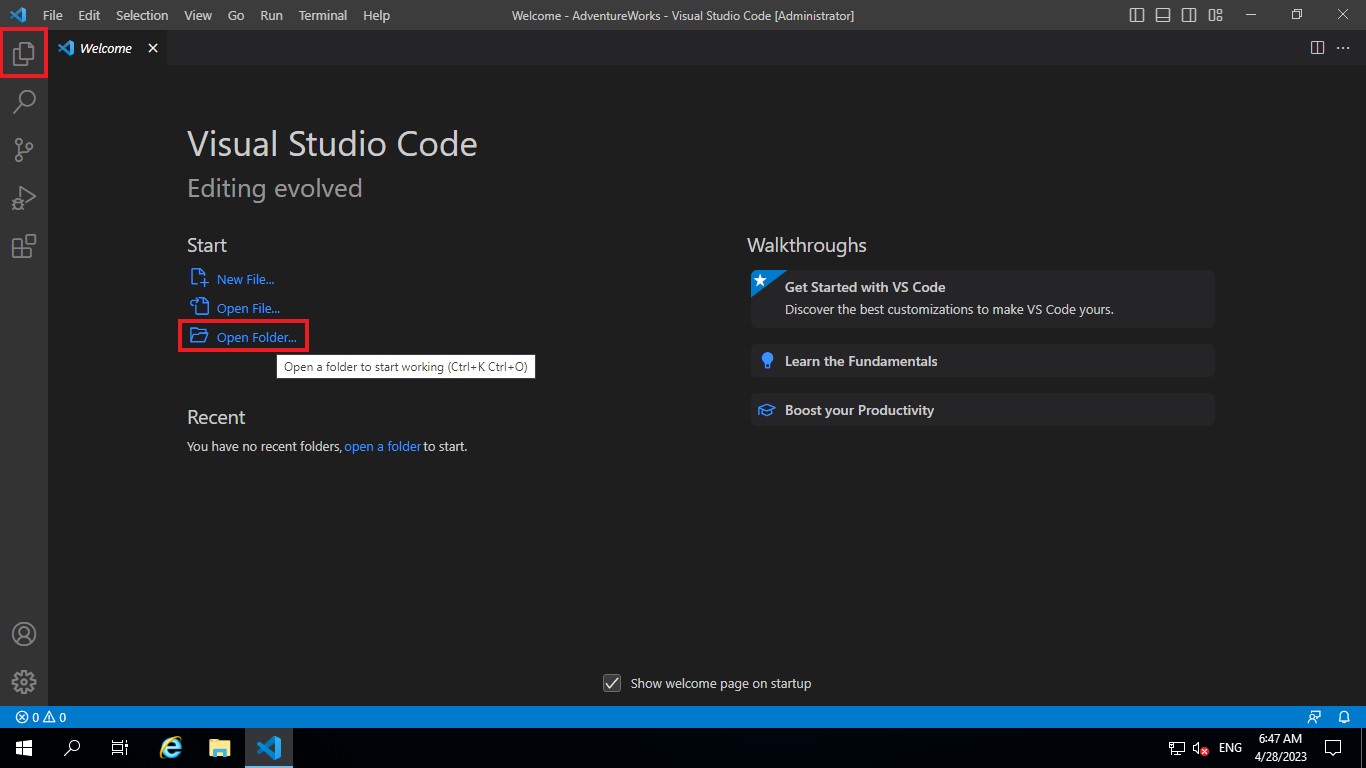 File Edit Selection View Go Run Terminal Help Welcome - AdventureWorks - Visual Studio Code [Administrator]
Welcome
Visual Studio Code
Editing evolved
Start
New File...
Open File...
Open Folder...
Open a folder to start working (Ctrl+K Ctrl+O)
Recent
You have no recent folders, open a folder to start.
Walkthroughs
Get Started with VS Code
Discover the best customizations to make VS Code yours.
Learn the Fundamentals
Boost your Productivity
Show welcome page on startup
0 0
ENG
6:47 AM
4/28/2023